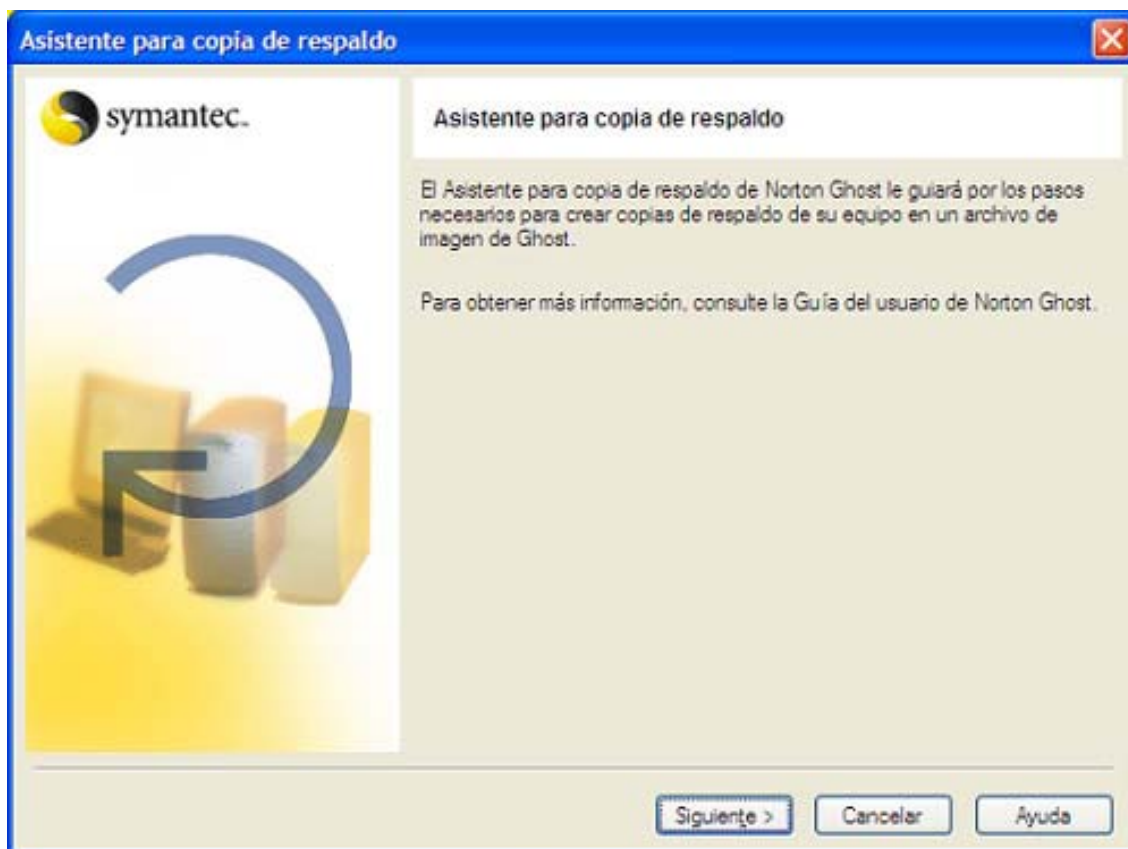 Asistente para copia de respaldo
symantec.
Asistente para copia de respaldo
El Asistente para copia de respaldo de Norton Ghost le guiará por los pasos
necesarios para crear copias de respaldo de su equipo en un archivo de
imagen de Ghost.
Para obtener más información, consulte la Guía del usuario de Norton Ghost.
Siguiente >
Cancelar
Ayuda